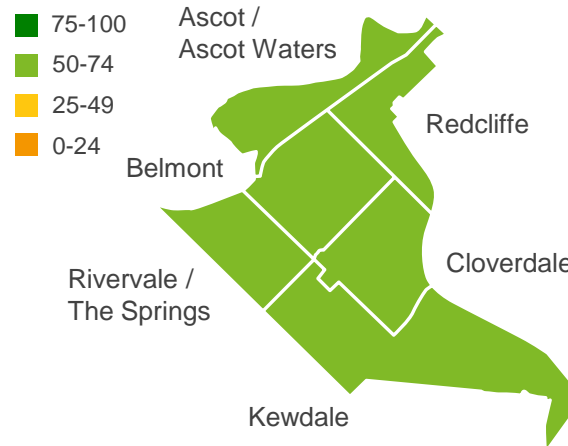 75-100
50-74
25-49
0-24
Ascot /
Ascot Waters
Redcliffe
Belmont
Cloverdale
Rivervale /
The Springs
Kewdale